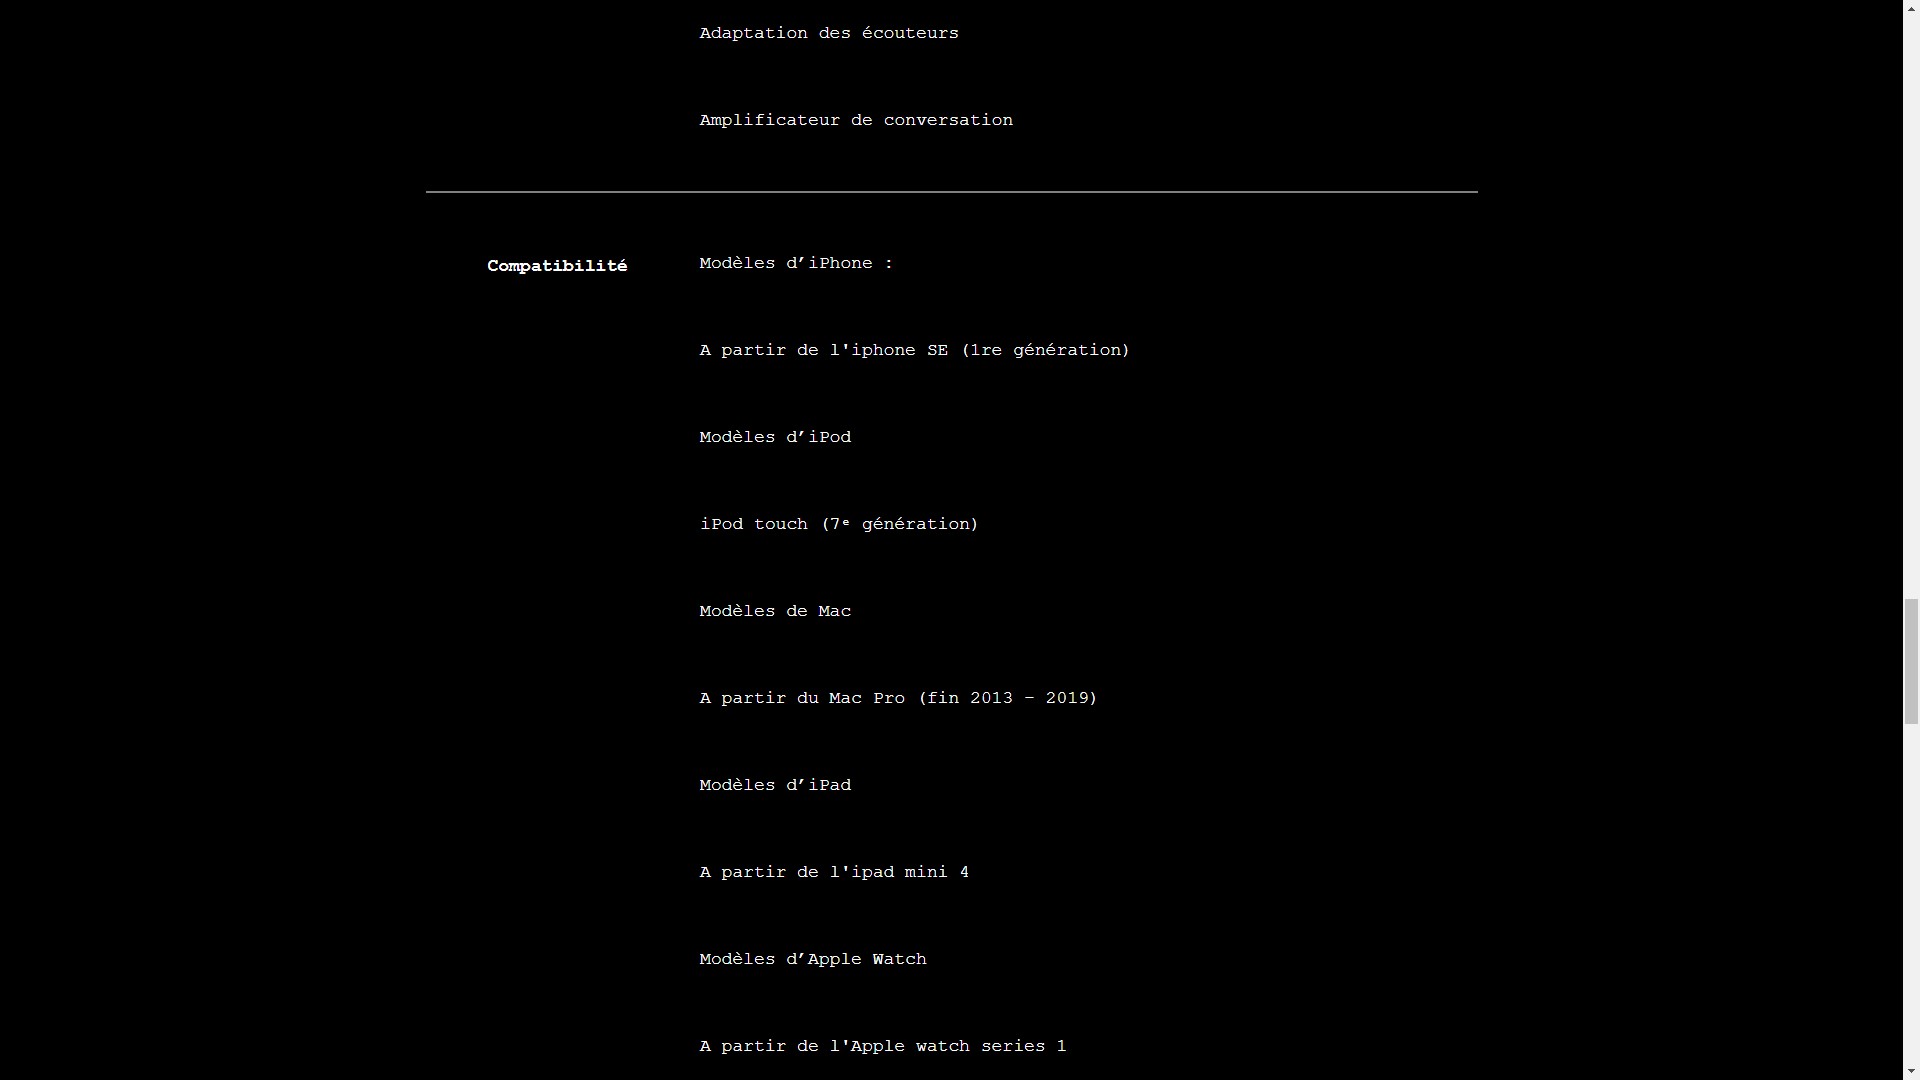 Adaptation des écouteurs
Amplificateur de conversation
Compatibilité
Modèles d’iPhone :
A partir de l'iphone SE (1re génération)
Modèles d’iPod
iPod touch (7ᵉ génération)
Modèles de Mac
A partir du Mac Pro (fin 2013 – 2019)
Modèles d’iPad
A partir de l'ipad mini 4
Modèles d’Apple Watch
A partir de l'Apple watch series 1